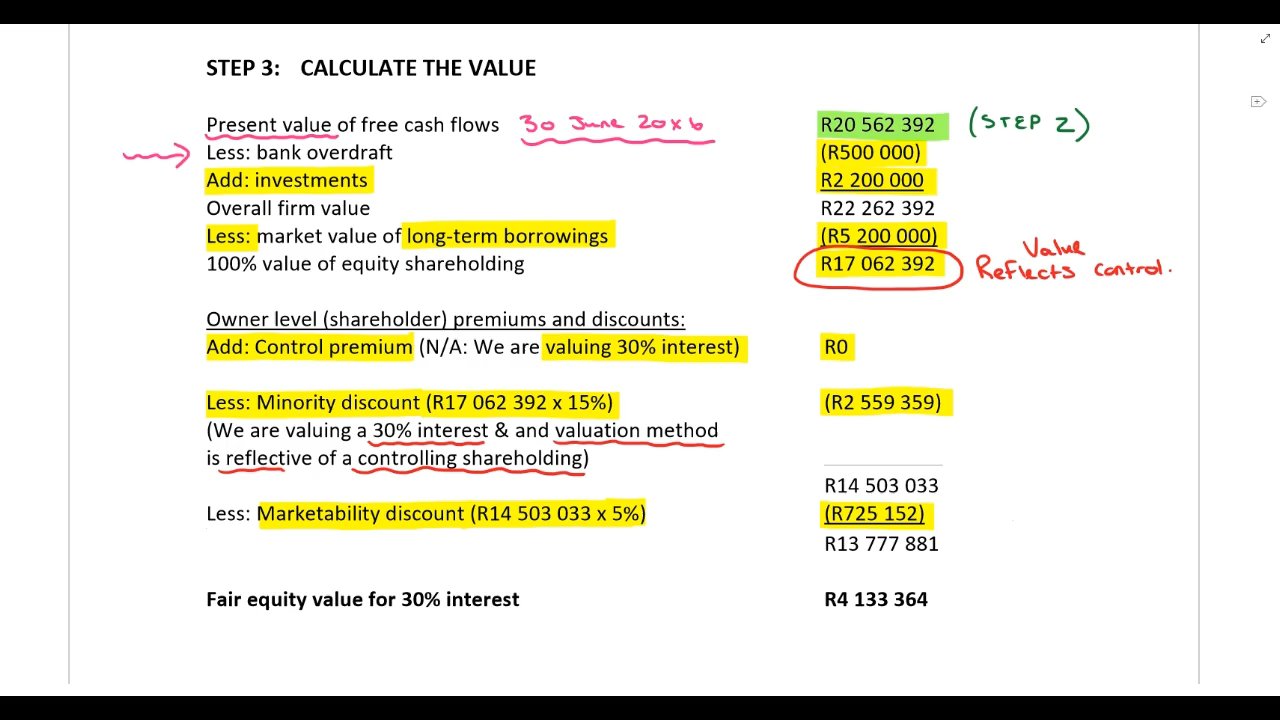 STEP 3: CALCULATE THE VALUE
Present value of free cash flows 30 June 20x6 R20 562 392 (STEP 2)
Less: bank overdraft (R500 000)
Add: investments R2 200 000
Overall firm value R22 262 392
Less: market value of long-term borrowings (R5 200 000)
100% value of equity shareholding R17 062 392 Value Reflects control.
Owner level (shareholder) premiums and discounts:
Add: Control premium (N/A: We are valuing 30% interest) R0
Less: Minority discount (R17 062 392 x 15%) (R2 559 359)
(We are valuing a 30% interest & and valuation method
is reflective of a controlling shareholding)
R14 503 033
Less: Marketability discount (R14 503 033 x 5%) (R725 152)
R13 777 881
Fair equity value for 30% interest R4 133 364